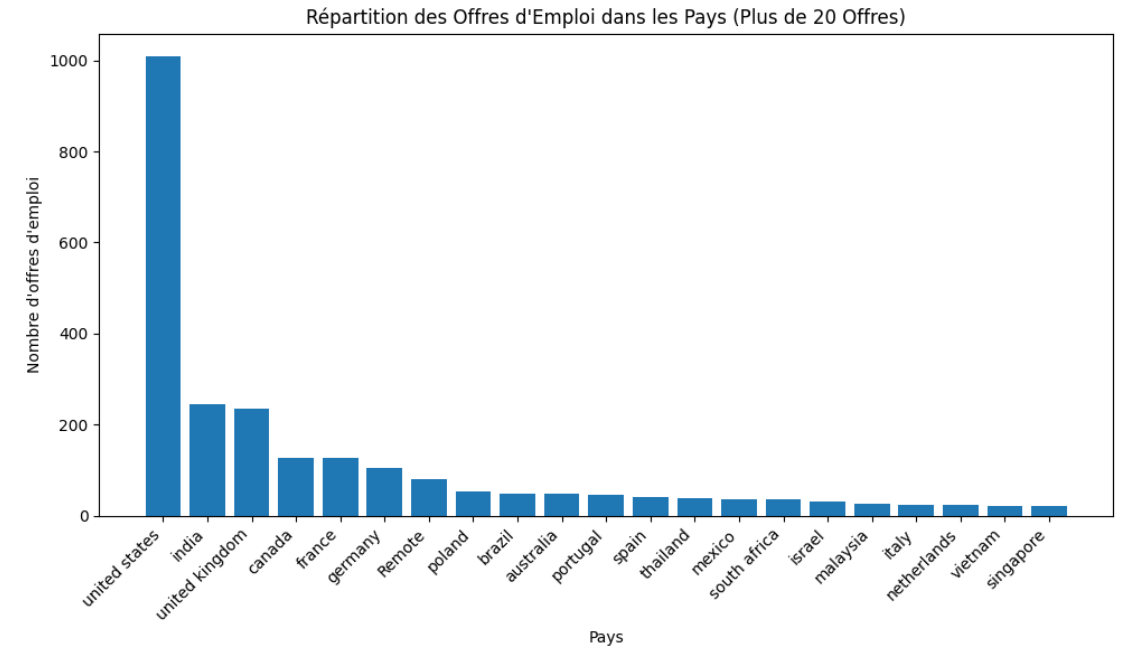 Répartition des Offres d'Emploi dans les Pays (Plus de 20 Offres)
Nombre d'offres d'emploi
1000
800
600
400
200
0
united states
india
united kingdom
canada
france
germany
Remote
poland
brazil
australia
portugal
spain
thailand
mexico
south africa
israel
malaysia
italy
netherlands
vietnam
singapore
Pays